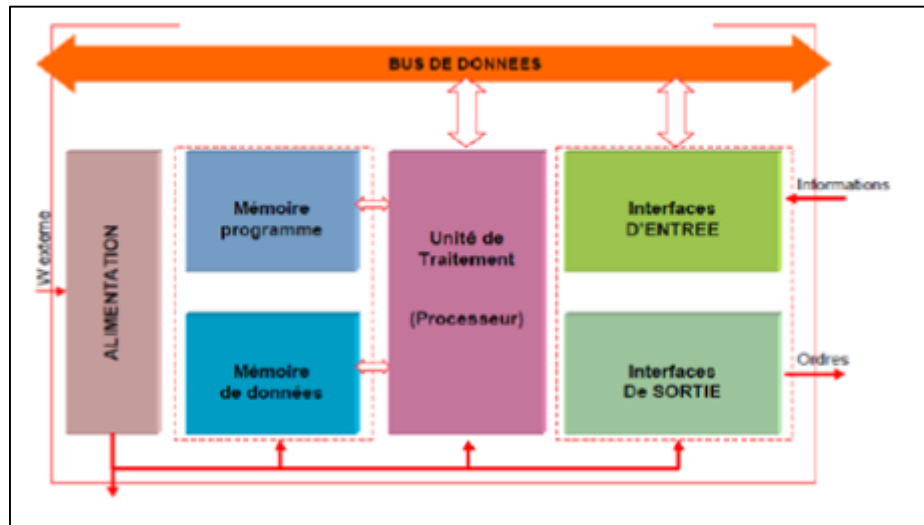 BUS DE DONNEES
W externe
ALIMENTATION
Mémoire
programme
Mémoire
de données
Unité de
Traitement
(Processeur)
Interfaces
D'ENTREE
Interfaces
De SORTIE
Informations
Ordres